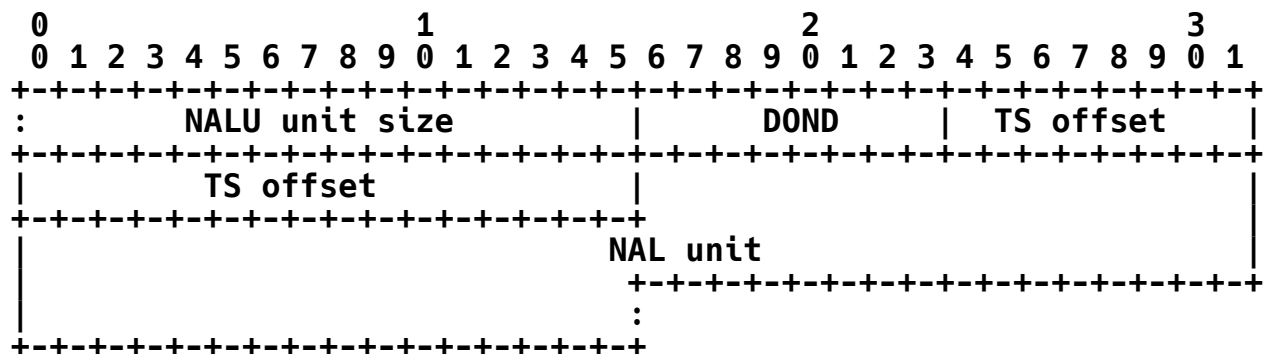 0                   1                   2                   3
 0 1 2 3 4 5 6 7 8 9 0 1 2 3 4 5 6 7 8 9 0 1 2 3 4 5 6 7 8 9 0 1
+-+-+-+-+-+-+-+-+-+-+-+-+-+-+-+-+-+-+-+-+-+-+-+-+-+-+-+-+-+-+-+-+
:        NALU unit size         |      DOND     |  TS offset    |
+-+-+-+-+-+-+-+-+-+-+-+-+-+-+-+-+-+-+-+-+-+-+-+-+-+-+-+-+-+-+-+-+
|         TS offset             |                               |
+-+-+-+-+-+-+-+-+-+-+-+-+-+-+-+-+                               |
|                              NAL unit                         |
|                               +-+-+-+-+-+-+-+-+-+-+-+-+-+-+-+-+
|                               :
+-+-+-+-+-+-+-+-+-+-+-+-+-+-+-+-+